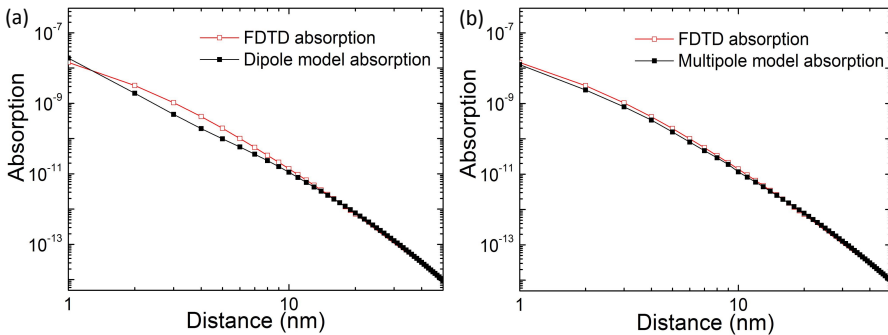 (a)
FDTD absorption
Dipole model absorption
Absorption
10^-7
10^-9
10^-11
10^-13
1
10
Distance (nm)
(b)
FDTD absorption
Multipole model absorption
Absorption
10^-7
10^-9
10^-11
10^-13
1
10
Distance (nm)